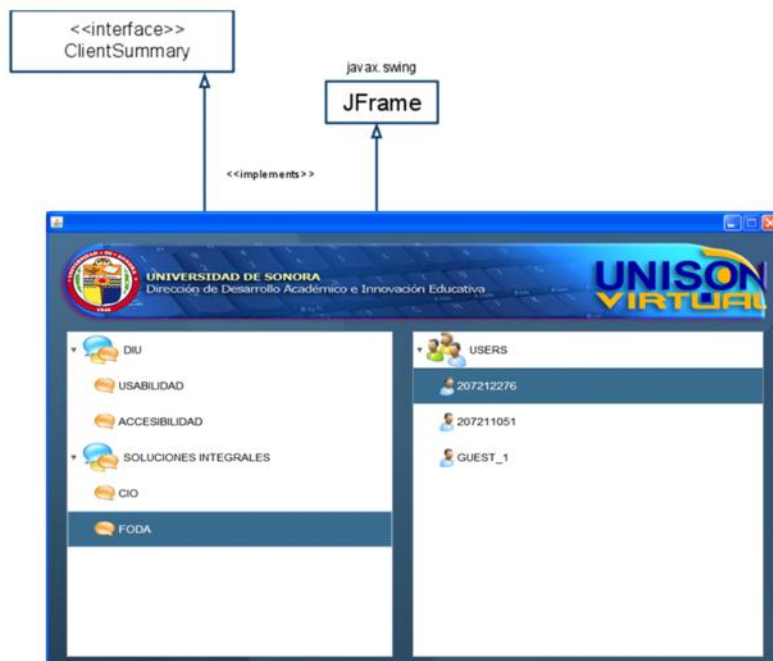 <<interface>>
ClientSummary
javax.swing
JFrame
<<implements>>
UNIVERSIDAD DE SONORA
Dirección de Desarrollo Académico e Innovación Educativa
UNISON
VIRTUAL
DIU
USABILIDAD
ACCESIBILIDAD
SOLUCIONES INTEGRALES
CIO
FODA
USERS
207212276
207211051
GUEST_1